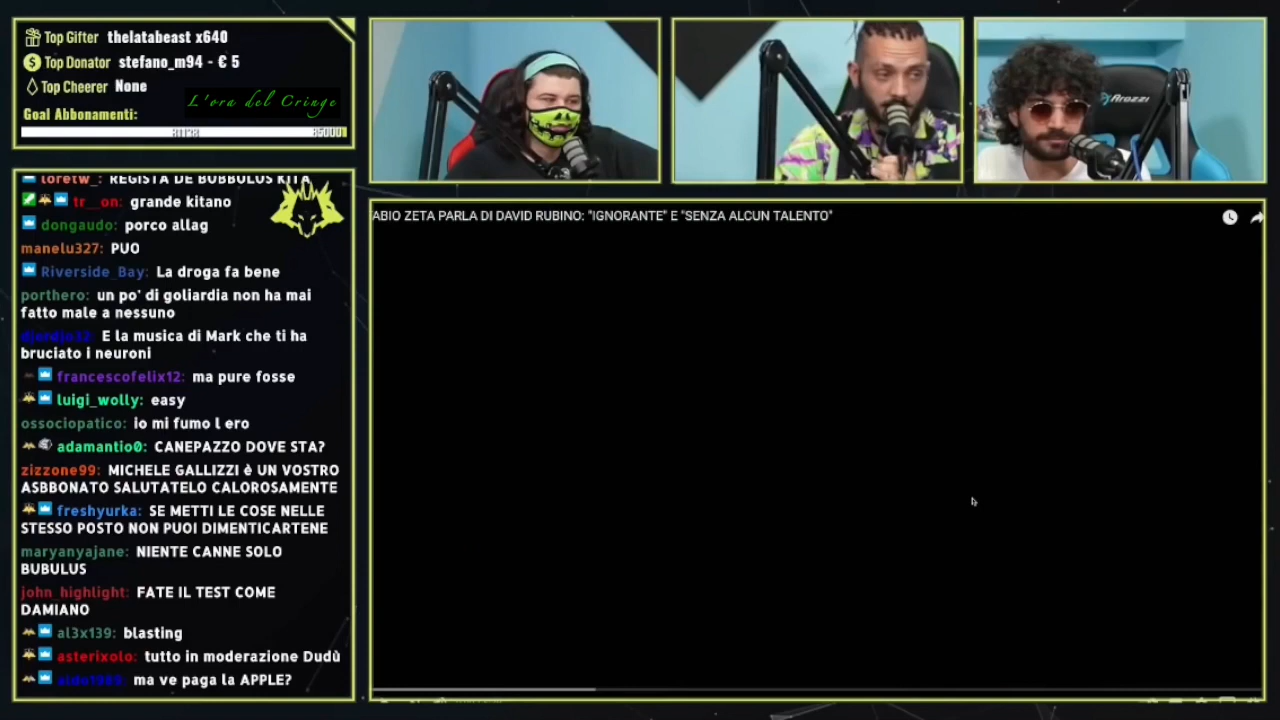 Top Gifter thelatabeast x640
Top Donator stefano_m94 - € 5
Top Cheerer None
L'ora del Cringe
Goal Abbonamenti:
loretw_: REGISTA DE BUBBULUS KITA
tr__on: grande kitano
dongaudo: porco allag
manelu327: PUO
Riverside_Bay: La droga fa bene
porthero: un po' di goliardia non ha mai
fatto male a nessuno
E la musica di Mark che ti ha
bruciato i neuroni
francescofelix12: ma pure fosse
luigi_wolly: easy
ossociopatico: io mi fumo l ero
adamantio0: CANEPAZZO DOVE STA?
zizzone99: MICHELE GALLIZZI è UN VOSTRO
ASBBONATO SALUTATELO CALOROSAMENTE
freshyurka: SE METTI LE COSE NELLE
STESSO POSTO NON PUOI DIMENTICARTENE
maryanyajane: NIENTE CANNE SOLO
BUBULUS
john_highlight: FATE IL TEST COME
DAMIANO
al3x139: blasting
asterixolo: tutto in moderazione Dudù
ma ve paga la APPLE?
Arozzi
ABIO ZETA PARLA DI DAVID RUBINO: "IGNORANTE" E "SENZA ALCUN TALENTO"